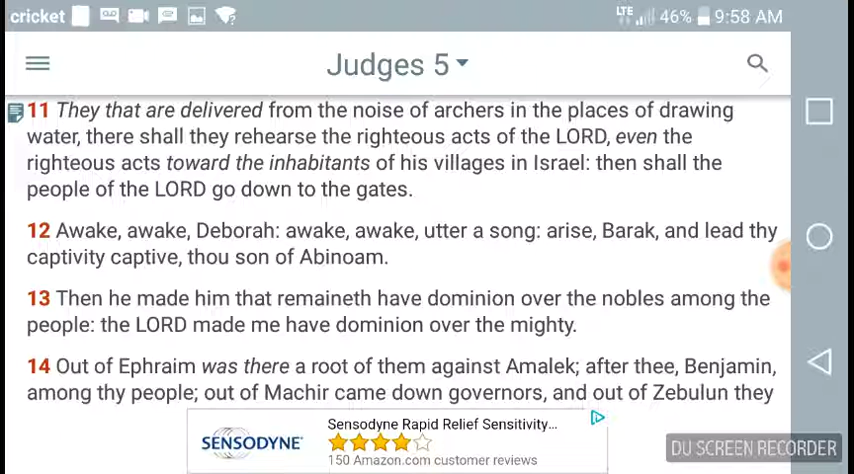 cricket LTE 46% 9:58 AM
Judges 5
11 They that are delivered from the noise of archers in the places of drawing
water, there shall they rehearse the righteous acts of the LORD, even the
righteous acts toward the inhabitants of his villages in Israel: then shall the
people of the LORD go down to the gates.
12 Awake, awake, Deborah: awake, awake, utter a song: arise, Barak, and lead thy
captivity captive, thou son of Abinoam.
13 Then he made him that remaineth have dominion over the nobles among the
people: the LORD made me have dominion over the mighty.
14 Out of Ephraim was there a root of them against Amalek; after thee, Benjamin,
among thy people; out of Machir came down governors, and out of Zebulun they
SENSODYNE
Sensodyne Rapid Relief Sensitivity...
150 Amazon.com customer reviews
DU SCREEN RECORDER